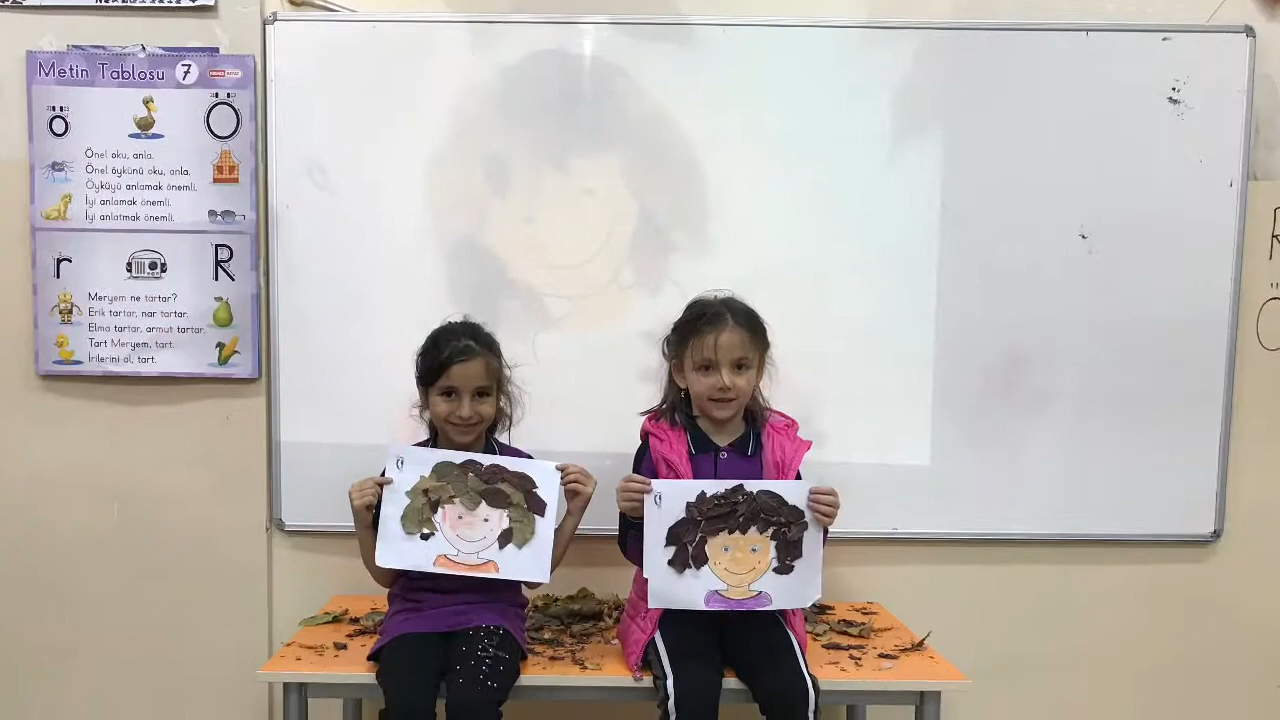 Metin Tablosu 7
ö Ö
Önel oku, anla.
Önel öykünü oku, anla.
Öyküyü anlamak önemli.
İyi anlamak önemli.
İyi anlatmak önemli.
r R
Meryem ne tartar?
Erik tartar, nar tartar.
Elma tartar, armut tartar.
Tart Meryem, tart.
İrilerini al, tart.